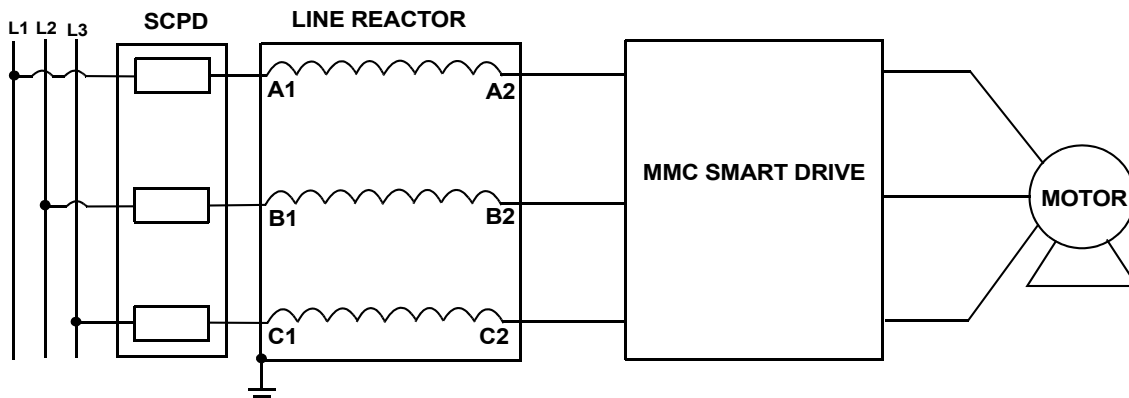 SCPD
LINE REACTOR
L1
L2
L3
A1
A2
MMC SMART DRIVE
MOTOR
B1
B2
C1
C2